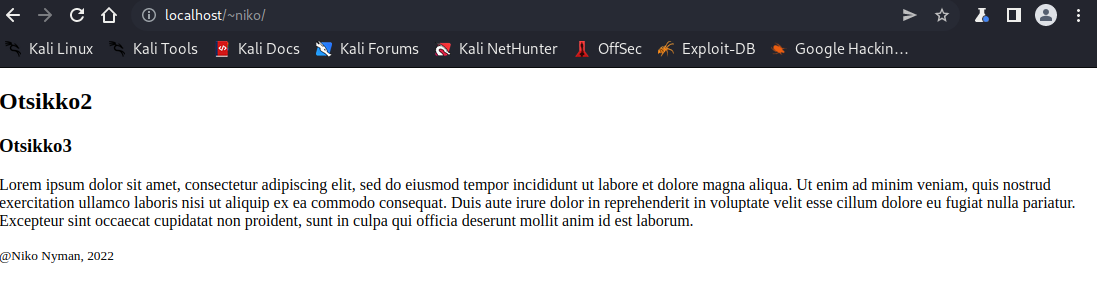 localhost/~niko/
Kali Linux Kali Tools Kali Docs Kali Forums Kali NetHunter OffSec Exploit-DB Google Hackin…
Otsikko2
Otsikko3
Lorem ipsum dolor sit amet, consectetur adipiscing elit, sed do eiusmod tempor incididunt ut labore et dolore magna aliqua. Ut enim ad minim veniam, quis nostrud
exercitation ullamco laboris nisi ut aliquip ex ea commodo consequat. Duis aute irure dolor in reprehenderit in voluptate velit esse cillum dolore eu fugiat nulla pariatur.
Excepteur sint occaecat cupidatat non proident, sunt in culpa qui officia deserunt mollit anim id est laborum.
@Niko Nyman, 2022